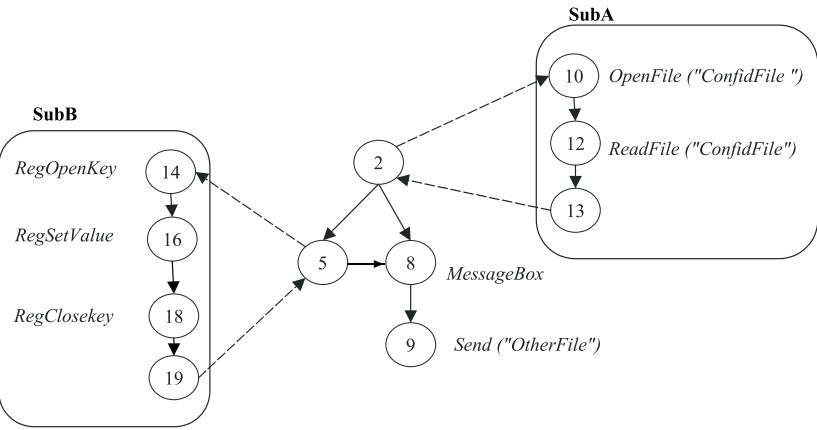 SubA
10 OpenFile ("ConfidFile ")
12 ReadFile ("ConfidFile")
13
SubB
RegOpenKey 14
RegSetValue 16
RegClosekey 18
19
2
5 8 MessageBox
9 Send ("OtherFile")